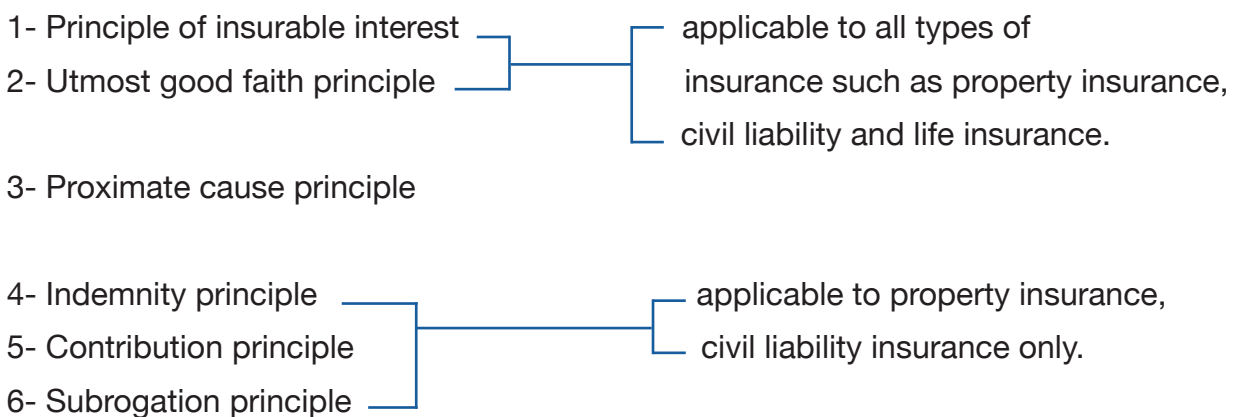 1- Principle of insurable interest
applicable to all types of
2- Utmost good faith principle
insurance such as property insurance,
civil liability and life insurance.
3- Proximate cause principle
4- Indemnity principle
applicable to property insurance,
5- Contribution principle
civil liability insurance only.
6- Subrogation principle